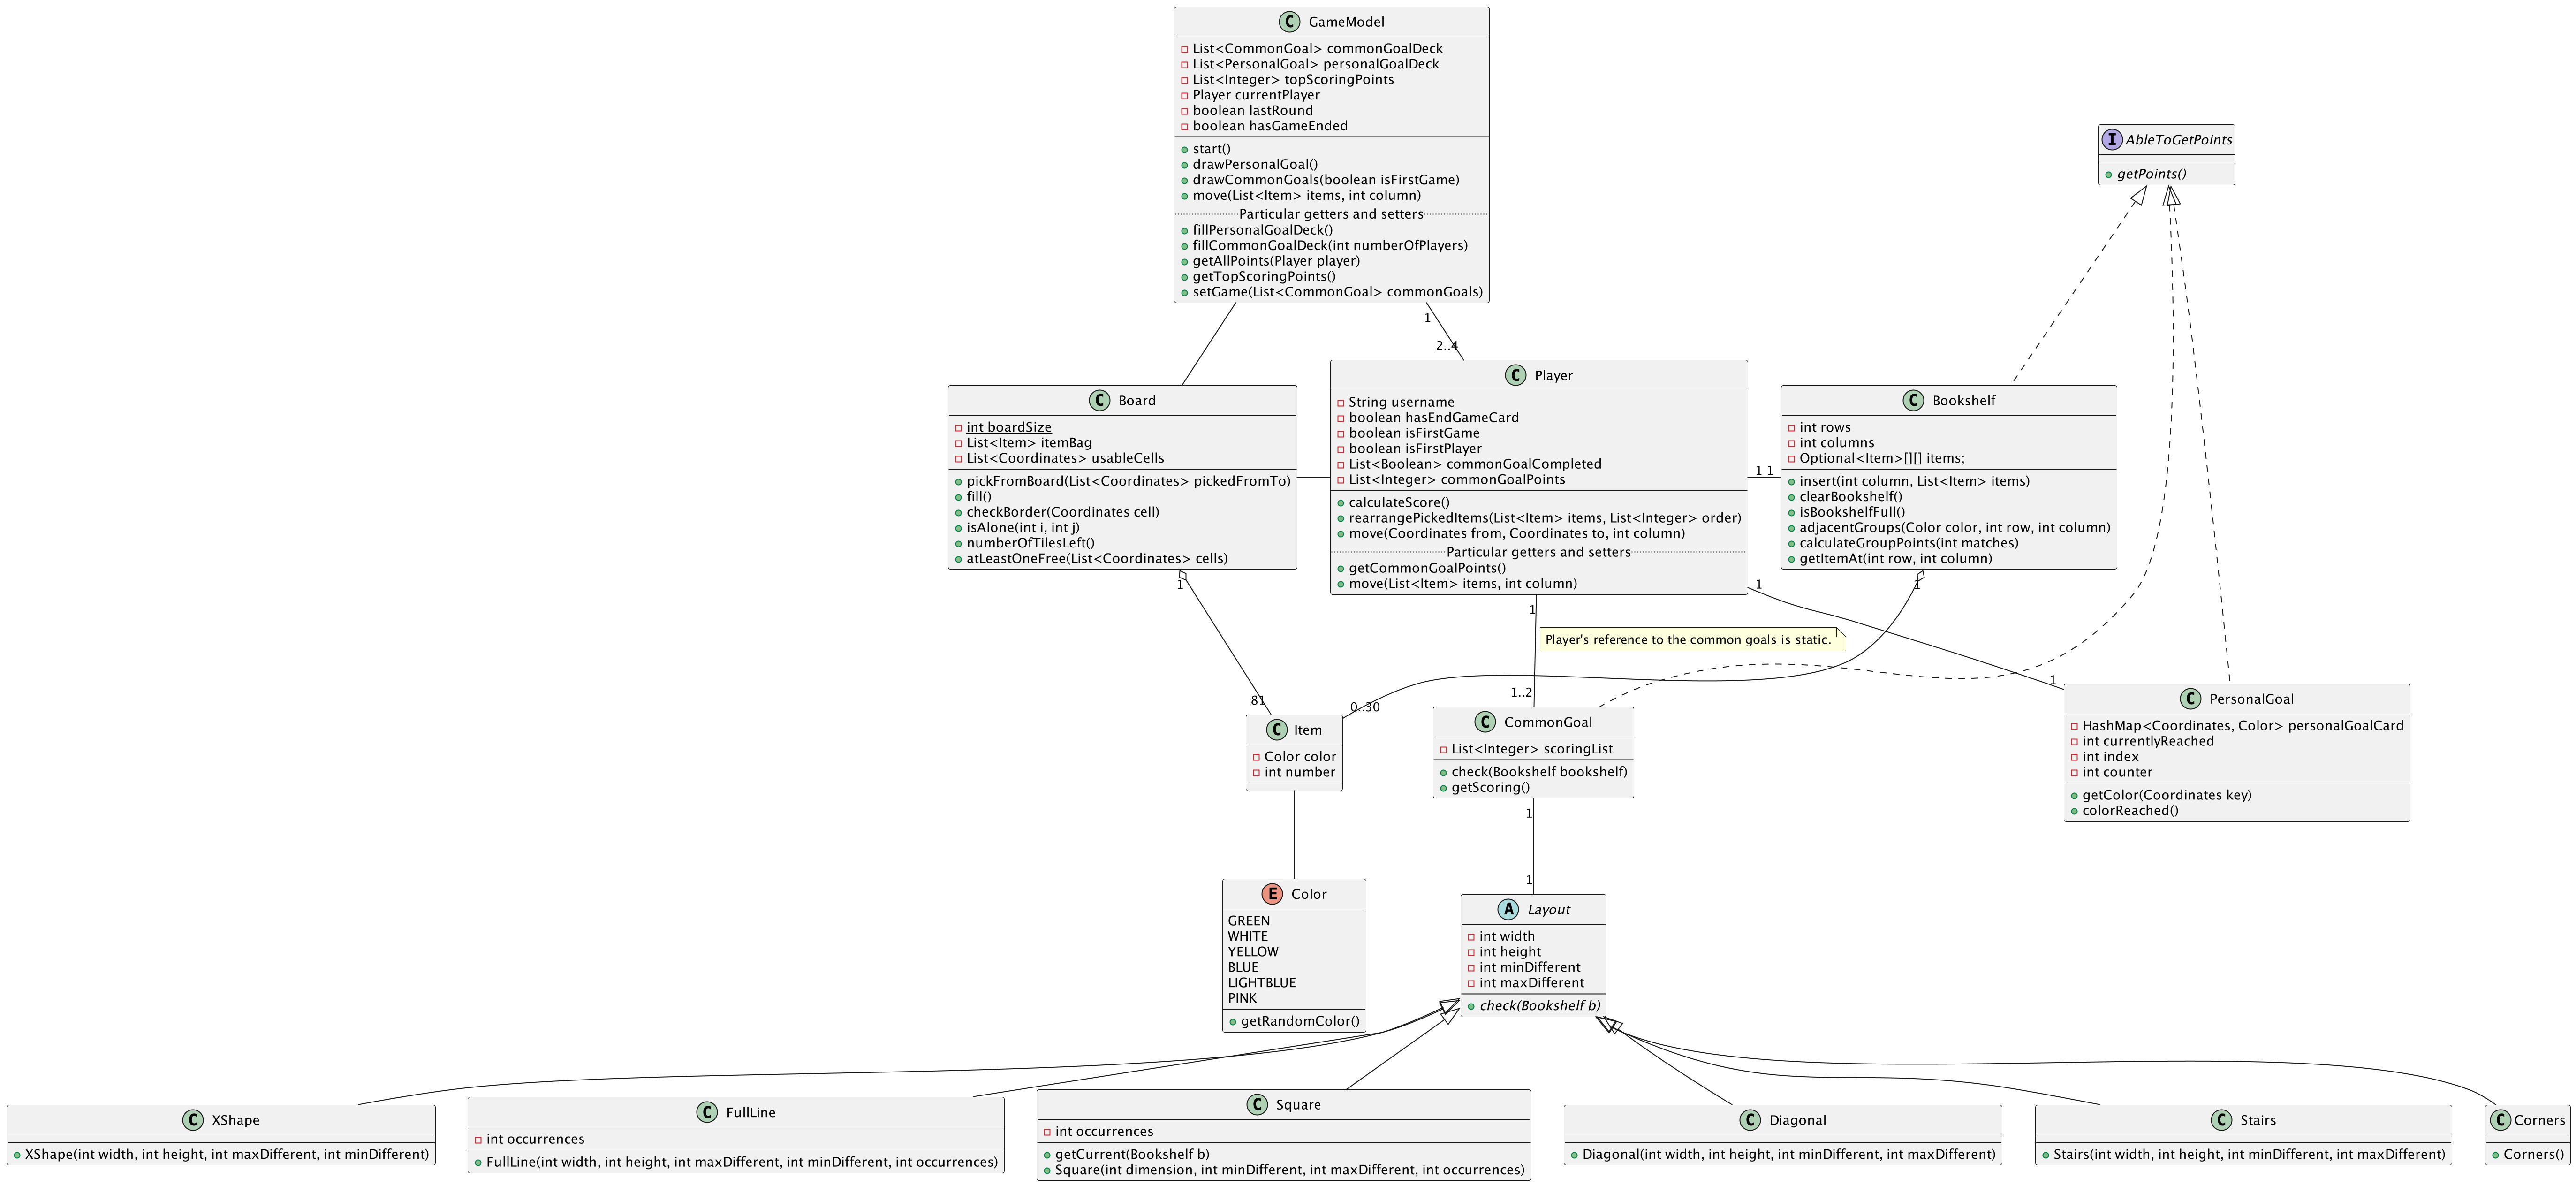 C GameModel
List<CommonGoal> commonGoalDeck
List<PersonalGoal> personalGoalDeck
List<Integer> topScoringPoints
Player currentPlayer
boolean lastRound
boolean hasGameEnded
start()
drawPersonalGoal()
drawCommonGoals(boolean isFirstGame)
move(List<Item> items, int column)
Particular getters and setters
fillPersonalGoalDeck()
fillCommonGoalDeck(int numberOfPlayers)
getAllPoints(Player player)
getTopScoringPoints()
setGame(List<CommonGoal> commonGoals)
I AbleToGetPoints
getPoints()
1
2..4
C Board
int boardSize
List<Item> itemBag
List<Coordinates> usableCells
pickFromBoard(List<Coordinates> pickedFromTo)
fill()
checkBorder(Coordinates cell)
isAlone(int i, int j)
numberOfTilesLeft()
atLeastOneFree(List<Coordinates> cells)
C Player
String username
boolean hasEndGameCard
boolean isFirstGame
boolean isFirstPlayer
List<Boolean> commonGoalCompleted
List<Integer> commonGoalPoints
calculateScore()
rearrangePickedItems(List<Item> items, List<Integer> order)
move(Coordinates from, Coordinates to, int column)
Particular getters and setters
getCommonGoalPoints()
move(List<Item> items, int column)
1 1
C Bookshelf
int rows
int columns
Optional<Item>[][] items;
insert(int column, List<Item> items)
clearBookshelf()
isBookshelfFull()
adjacentGroups(Color color, int row, int column)
calculateGroupPoints(int matches)
getItemAt(int row, int column)
1
1
1
1
Player's reference to the common goals is static.
81
0..30
1..2
1
C Item
Color color
int number
C CommonGoal
List<Integer> scoringList
check(Bookshelf bookshelf)
getScoring()
C PersonalGoal
HashMap<Coordinates, Color> personalGoalCard
int currentlyReached
int index
int counter
getColor(Coordinates key)
colorReached()
1
1
E Color
GREEN
WHITE
YELLOW
BLUE
LIGHTBLUE
PINK
getRandomColor()
A Layout
int width
int height
int minDifferent
int maxDifferent
check(Bookshelf b)
C XShape
XShape(int width, int height, int maxDifferent, int minDifferent)
C FullLine
int occurrences
FullLine(int width, int height, int maxDifferent, int minDifferent, int occurrences)
C Square
int occurrences
getCurrent(Bookshelf b)
Square(int dimension, int minDifferent, int maxDifferent, int occurrences)
C Diagonal
Diagonal(int width, int height, int minDifferent, int maxDifferent)
C Stairs
Stairs(int width, int height, int minDifferent, int maxDifferent)
C Corners
Corners()